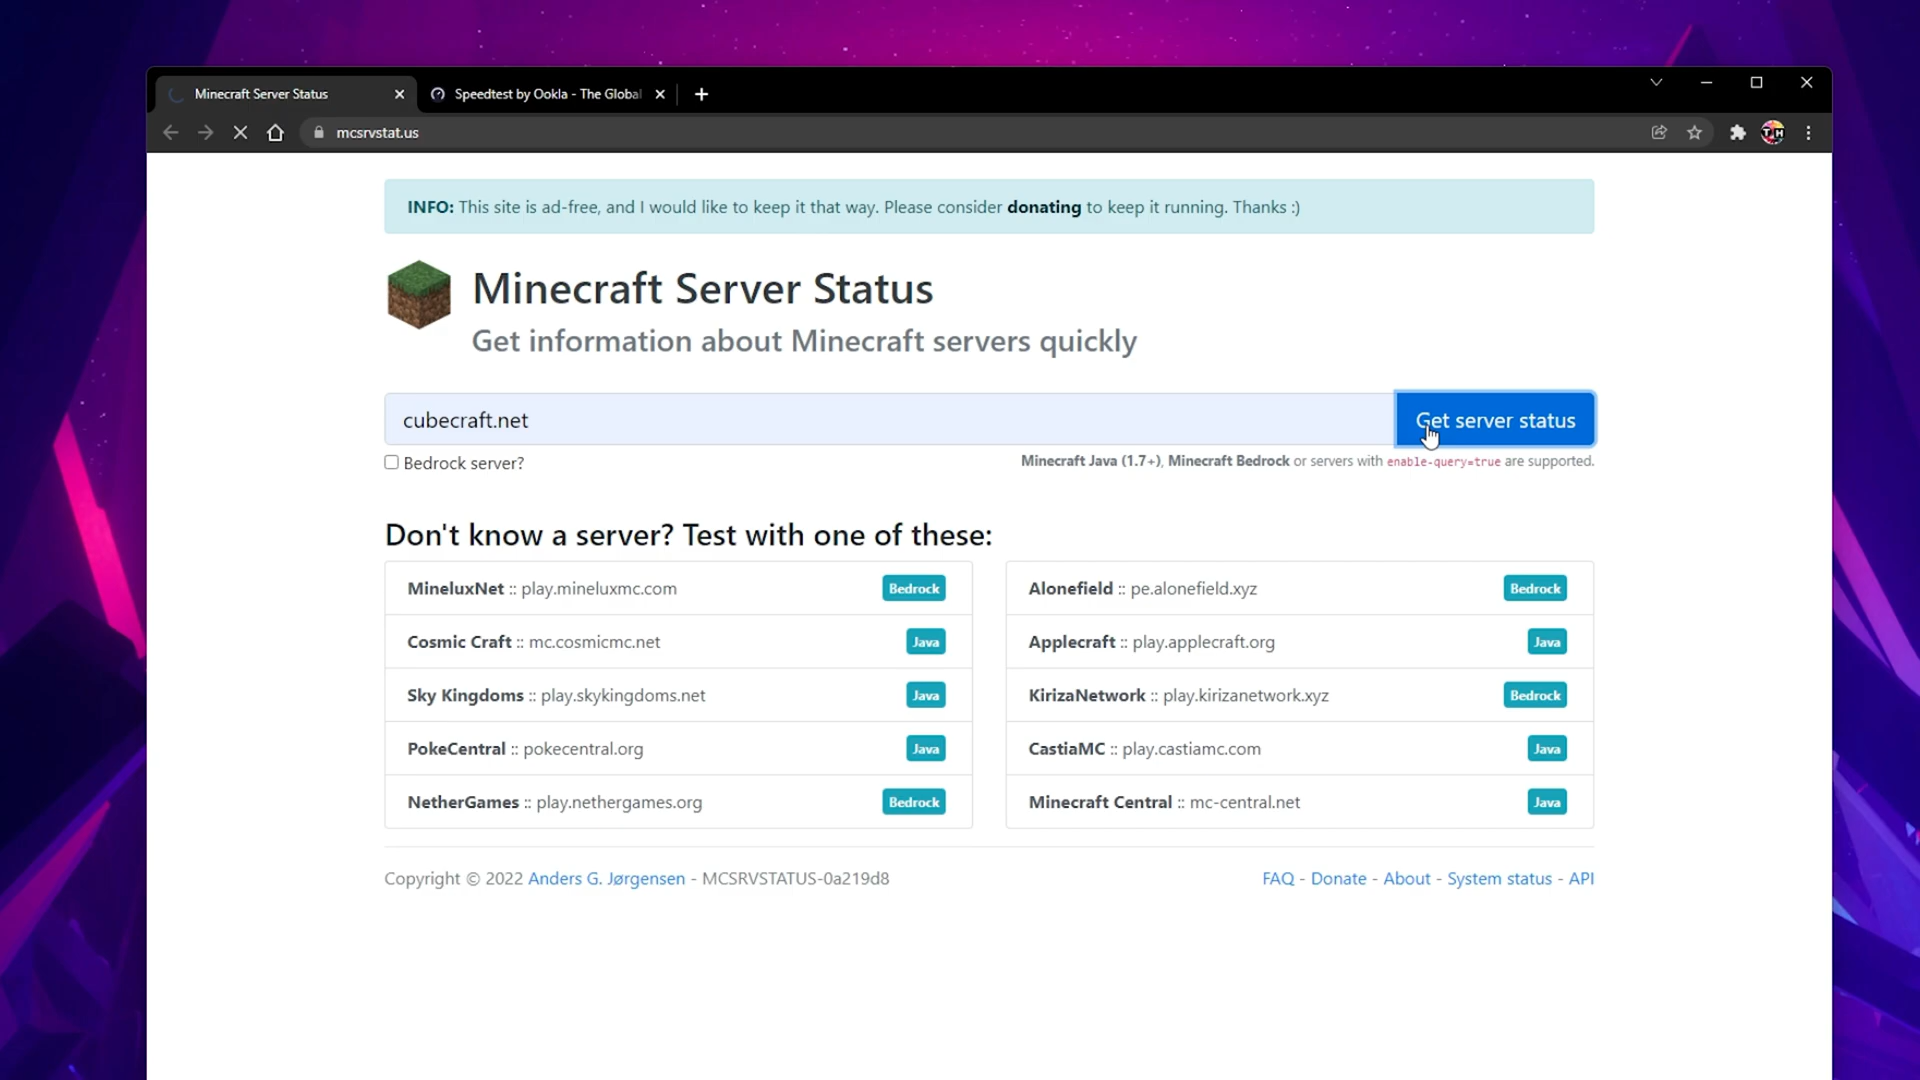 Minecraft Server Status
Speedtest by Ookla - The Global
mcsrvstat.us
TH
INFO: This site is ad-free, and I would like to keep it that way. Please consider donating to keep it running. Thanks :)
Minecraft Server Status
Get information about Minecraft servers quickly
cubecraft.net
Get server status
Bedrock server?
Minecraft Java (1.7+), Minecraft Bedrock or servers with enable-query=true are supported.
Don't know a server? Test with one of these:
MineluxNet :: play.mineluxmc.com Bedrock
Cosmic Craft :: mc.cosmicmc.net Java
Sky Kingdoms :: play.skykingdoms.net Java
PokeCentral :: pokecentral.org Java
NetherGames :: play.nethergames.org Bedrock
Alonefield :: pe.alonefield.xyz Bedrock
Applecraft :: play.applecraft.org Java
KirizaNetwork :: play.kirizanetwork.xyz Bedrock
CastiaMC :: play.castiamc.com Java
Minecraft Central :: mc-central.net Java
Copyright © 2022 Anders G. Jørgensen - MCSRVSTATUS-0a219d8
FAQ - Donate - About - System status - API